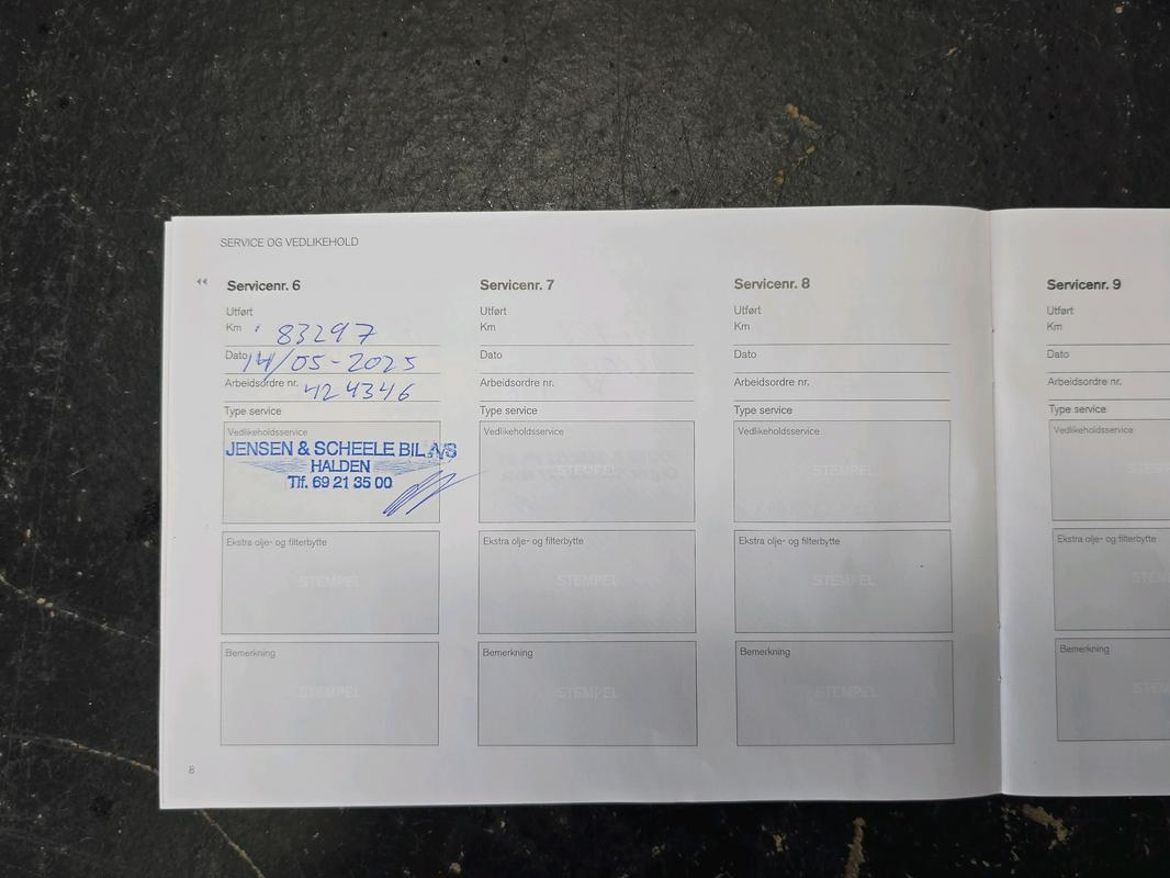 SERVICE OG VEDLIKEHOLD
Servicenr. 6
Utført
Km 83297
Dato 14/05-2025
Arbeidsordre nr. 424346
Type service
Vedlikeholdsservice
JENSEN & SCHEELE BIL A/S
HALDEN
Tlf. 69 21 35 00
Ekstra olje- og filterbytte
STEMPEL
Bemerkning
STEMPEL
8
Servicenr. 7
Utført
Km
Dato
Arbeidsordre nr.
Type service
Vedlikeholdsservice
STEMPEL
Ekstra olje- og filterbytte
STEMPEL
Bemerkning
STEMPEL
Servicenr. 8
Utført
Km
Dato
Arbeidsordre nr.
Type service
Vedlikeholdsservice
STEMPEL
Ekstra olje- og filterbytte
STEMPEL
Bemerkning
STEMPEL
Servicenr. 9
Utført
Km
Dato
Arbeidsordre nr.
Type service
Vedlikeholdsservice
Ekstra olje- og filterbytte
Bemerkning